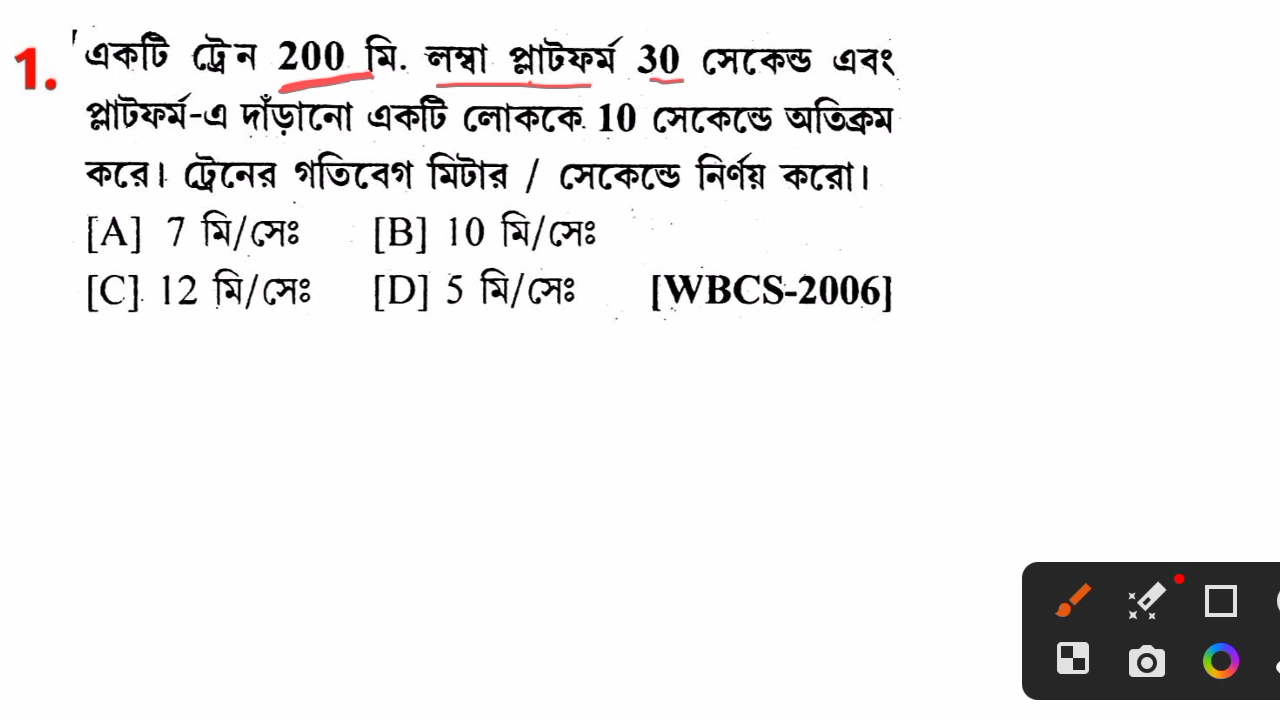 1. একটি ট্রেন 200 মি. লম্বা প্লাটফর্ম 30 সেকেন্ড এবং
প্লাটফর্ম-এ দাঁড়ানো একটি লোককে 10 সেকেন্ডে অতিক্রম
করে। ট্রেনের গতিবেগ মিটার / সেকেন্ডে নির্ণয় করো।
[A] 7 মি/সেঃ [B] 10 মি/সেঃ
[C] 12 মি/সেঃ [D] 5 মি/সেঃ [WBCS-2006]